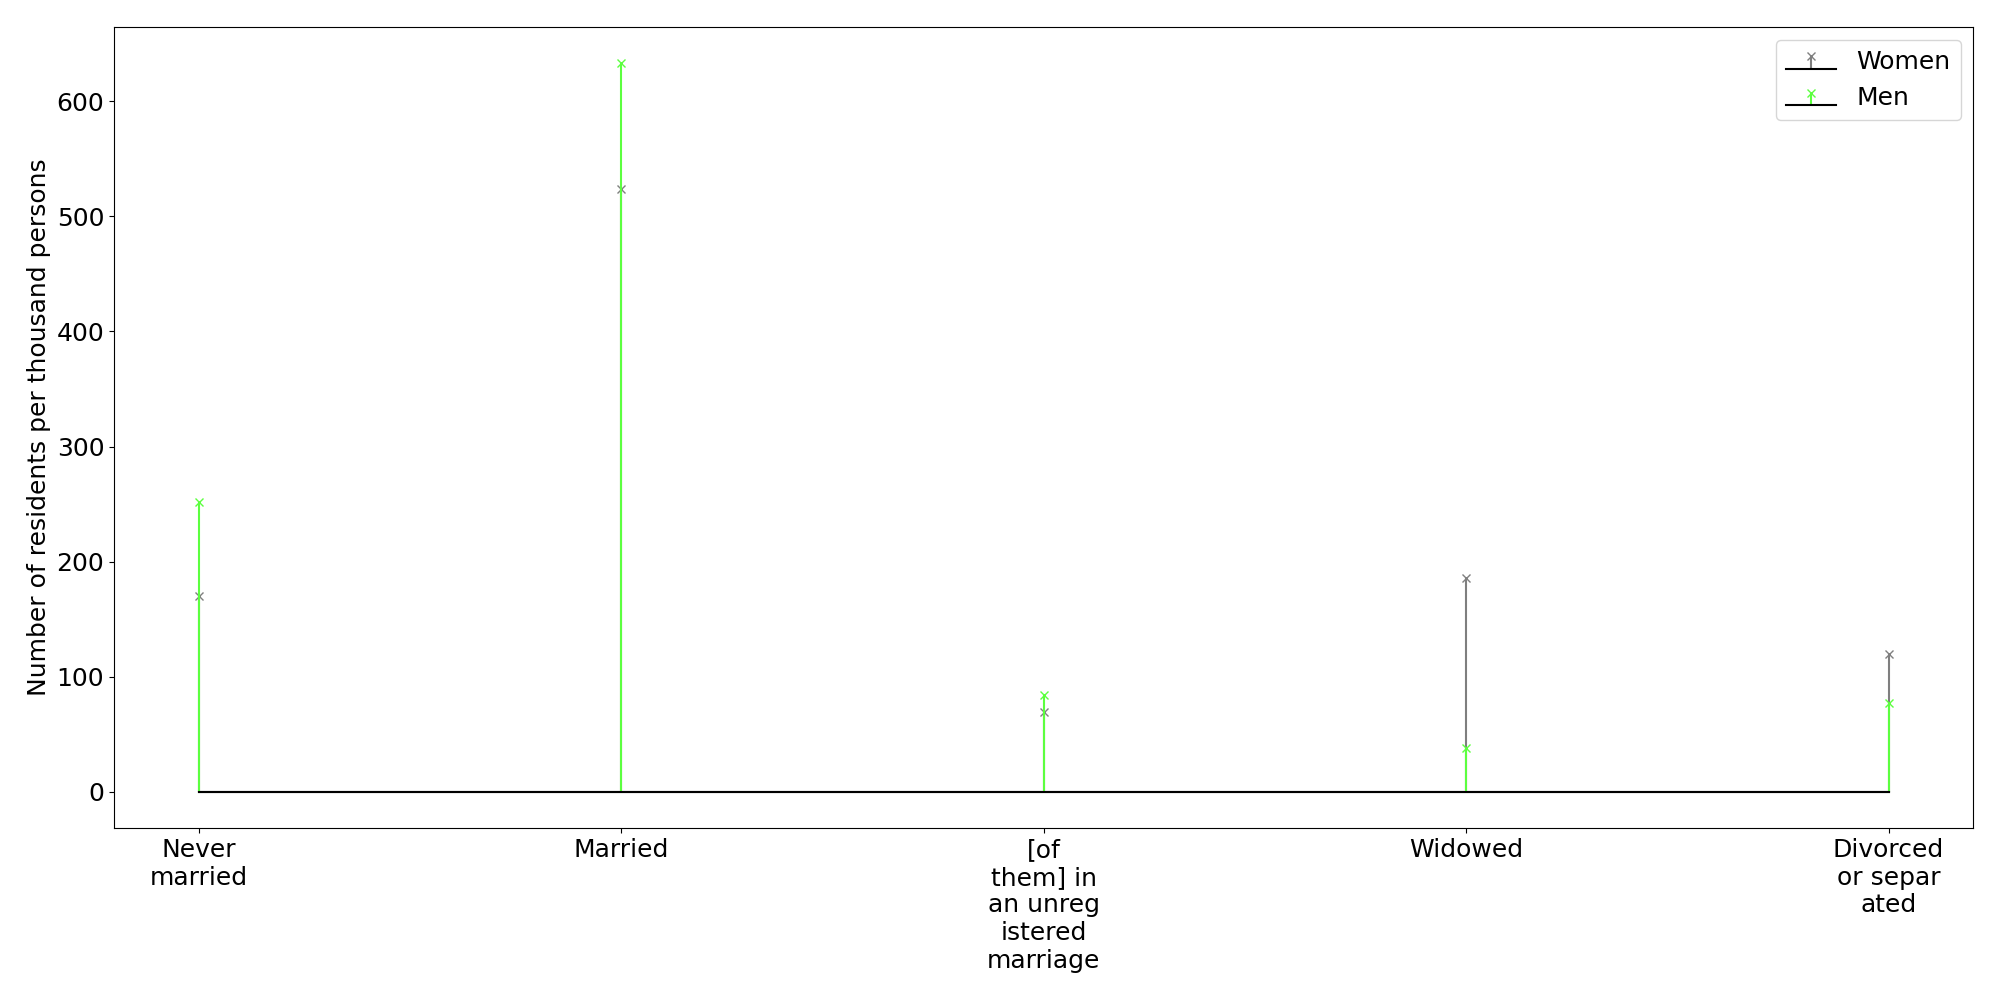 Number of residents per thousand persons
600
500
400
300
200
100
0
Women
Men
Never
married
Married
[of
them] in
an unreg
istered
marriage
Widowed
Divorced
or separ
ated